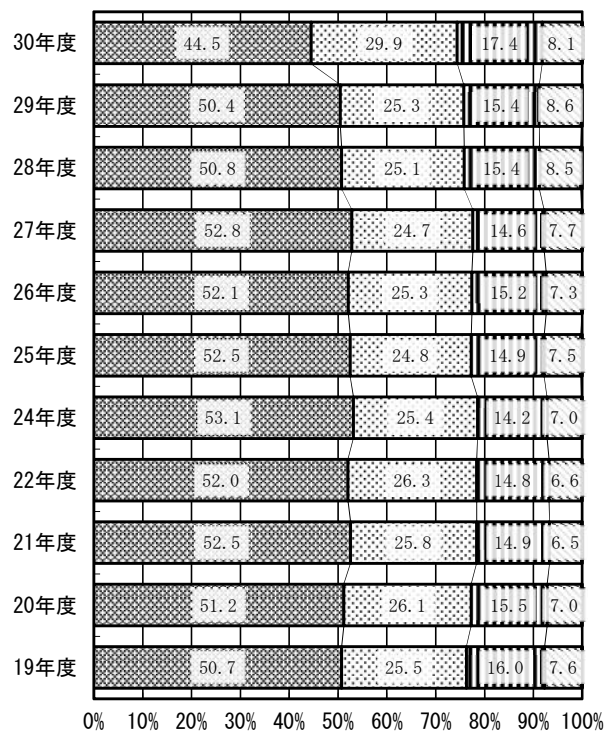 30年度 44.5 29.9 17.4 8.1
29年度 50.4 25.3 15.4 8.6
28年度 50.8 25.1 15.4 8.5
27年度 52.8 24.7 14.6 7.7
26年度 52.1 25.3 15.2 7.3
25年度 52.5 24.8 14.9 7.5
24年度 53.1 25.4 14.2 7.0
22年度 52.0 26.3 14.8 6.6
21年度 52.5 25.8 14.9 6.5
20年度 51.2 26.1 15.5 7.0
19年度 50.7 25.5 16.0 7.6
0% 10% 20% 30% 40% 50% 60% 70% 80% 90% 100%